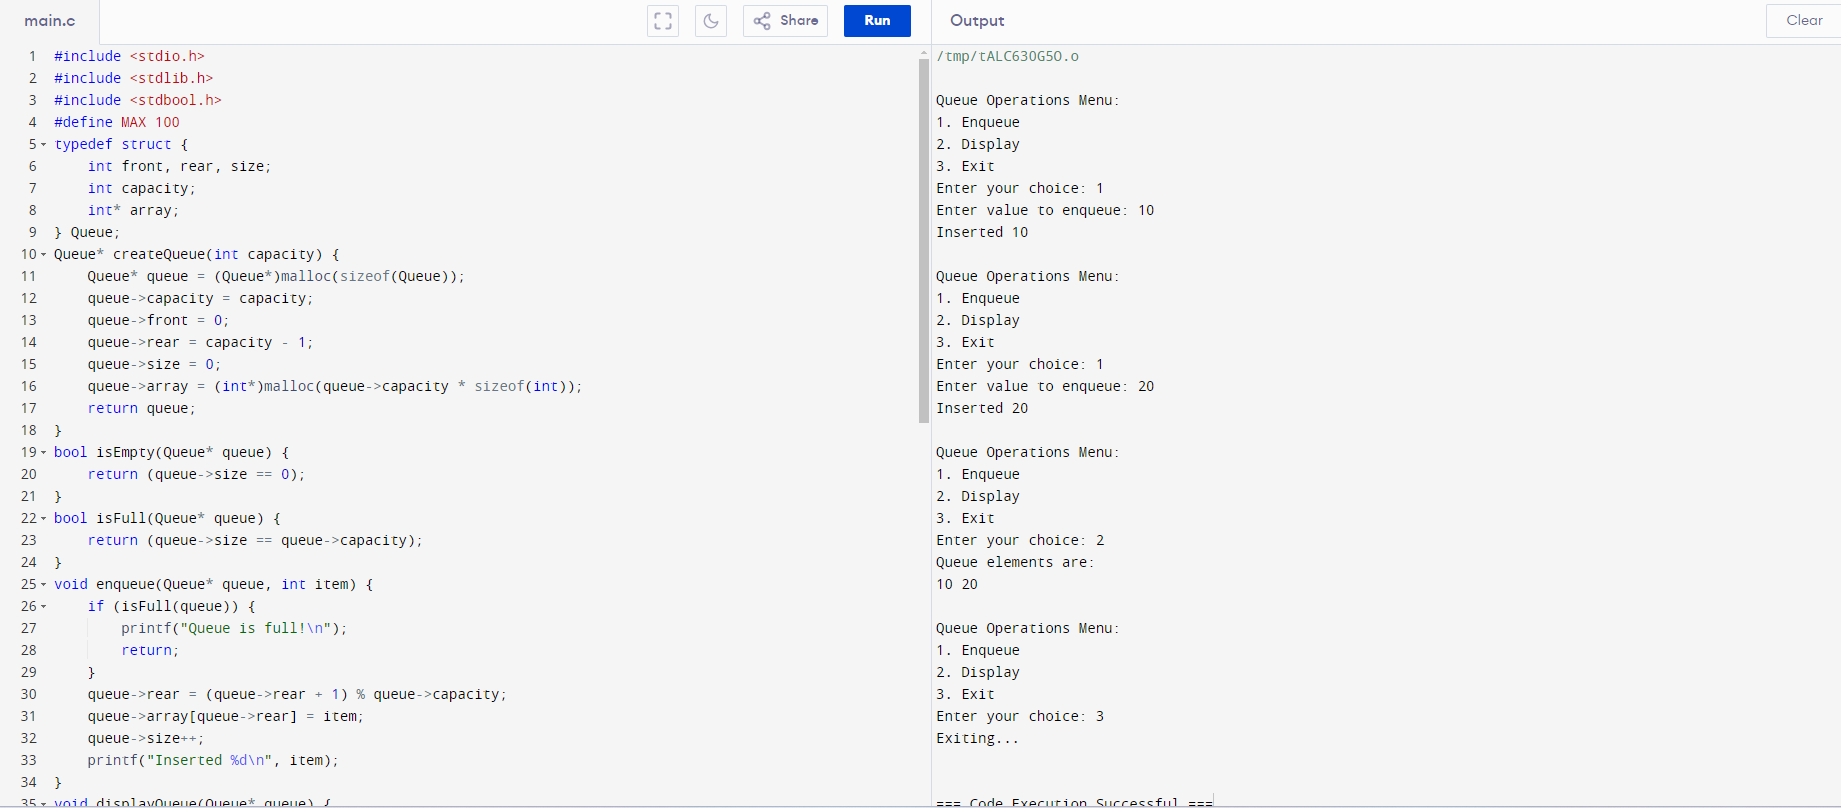 main.c
Share
Run
Output
Clear
1 #include <stdio.h>
2 #include <stdlib.h>
3 #include <stdbool.h>
4 #define MAX 100
5 typedef struct {
6     int front, rear, size;
7     int capacity;
8     int* array;
9 } Queue;
10 Queue* createQueue(int capacity) {
11     Queue* queue = (Queue*)malloc(sizeof(Queue));
12     queue->capacity = capacity;
13     queue->front = 0;
14     queue->rear = capacity - 1;
15     queue->size = 0;
16     queue->array = (int*)malloc(queue->capacity * sizeof(int));
17     return queue;
18 }
19 bool isEmpty(Queue* queue) {
20     return (queue->size == 0);
21 }
22 bool isFull(Queue* queue) {
23     return (queue->size == queue->capacity);
24 }
25 void enqueue(Queue* queue, int item) {
26     if (isFull(queue)) {
27         printf("Queue is full!\n");
28         return;
29     }
30     queue->rear = (queue->rear + 1) % queue->capacity;
31     queue->array[queue->rear] = item;
32     queue->size++;
33     printf("Inserted %d\n", item);
34 }
35 void displayQueue(Queue* queue) {
/tmp/tALC630G5O.o
Queue Operations Menu:
1. Enqueue
2. Display
3. Exit
Enter your choice: 1
Enter value to enqueue: 10
Inserted 10
Queue Operations Menu:
1. Enqueue
2. Display
3. Exit
Enter your choice: 1
Enter value to enqueue: 20
Inserted 20
Queue Operations Menu:
1. Enqueue
2. Display
3. Exit
Enter your choice: 2
Queue elements are:
10 20
Queue Operations Menu:
1. Enqueue
2. Display
3. Exit
Enter your choice: 3
Exiting...
=== Code Execution Successful ===